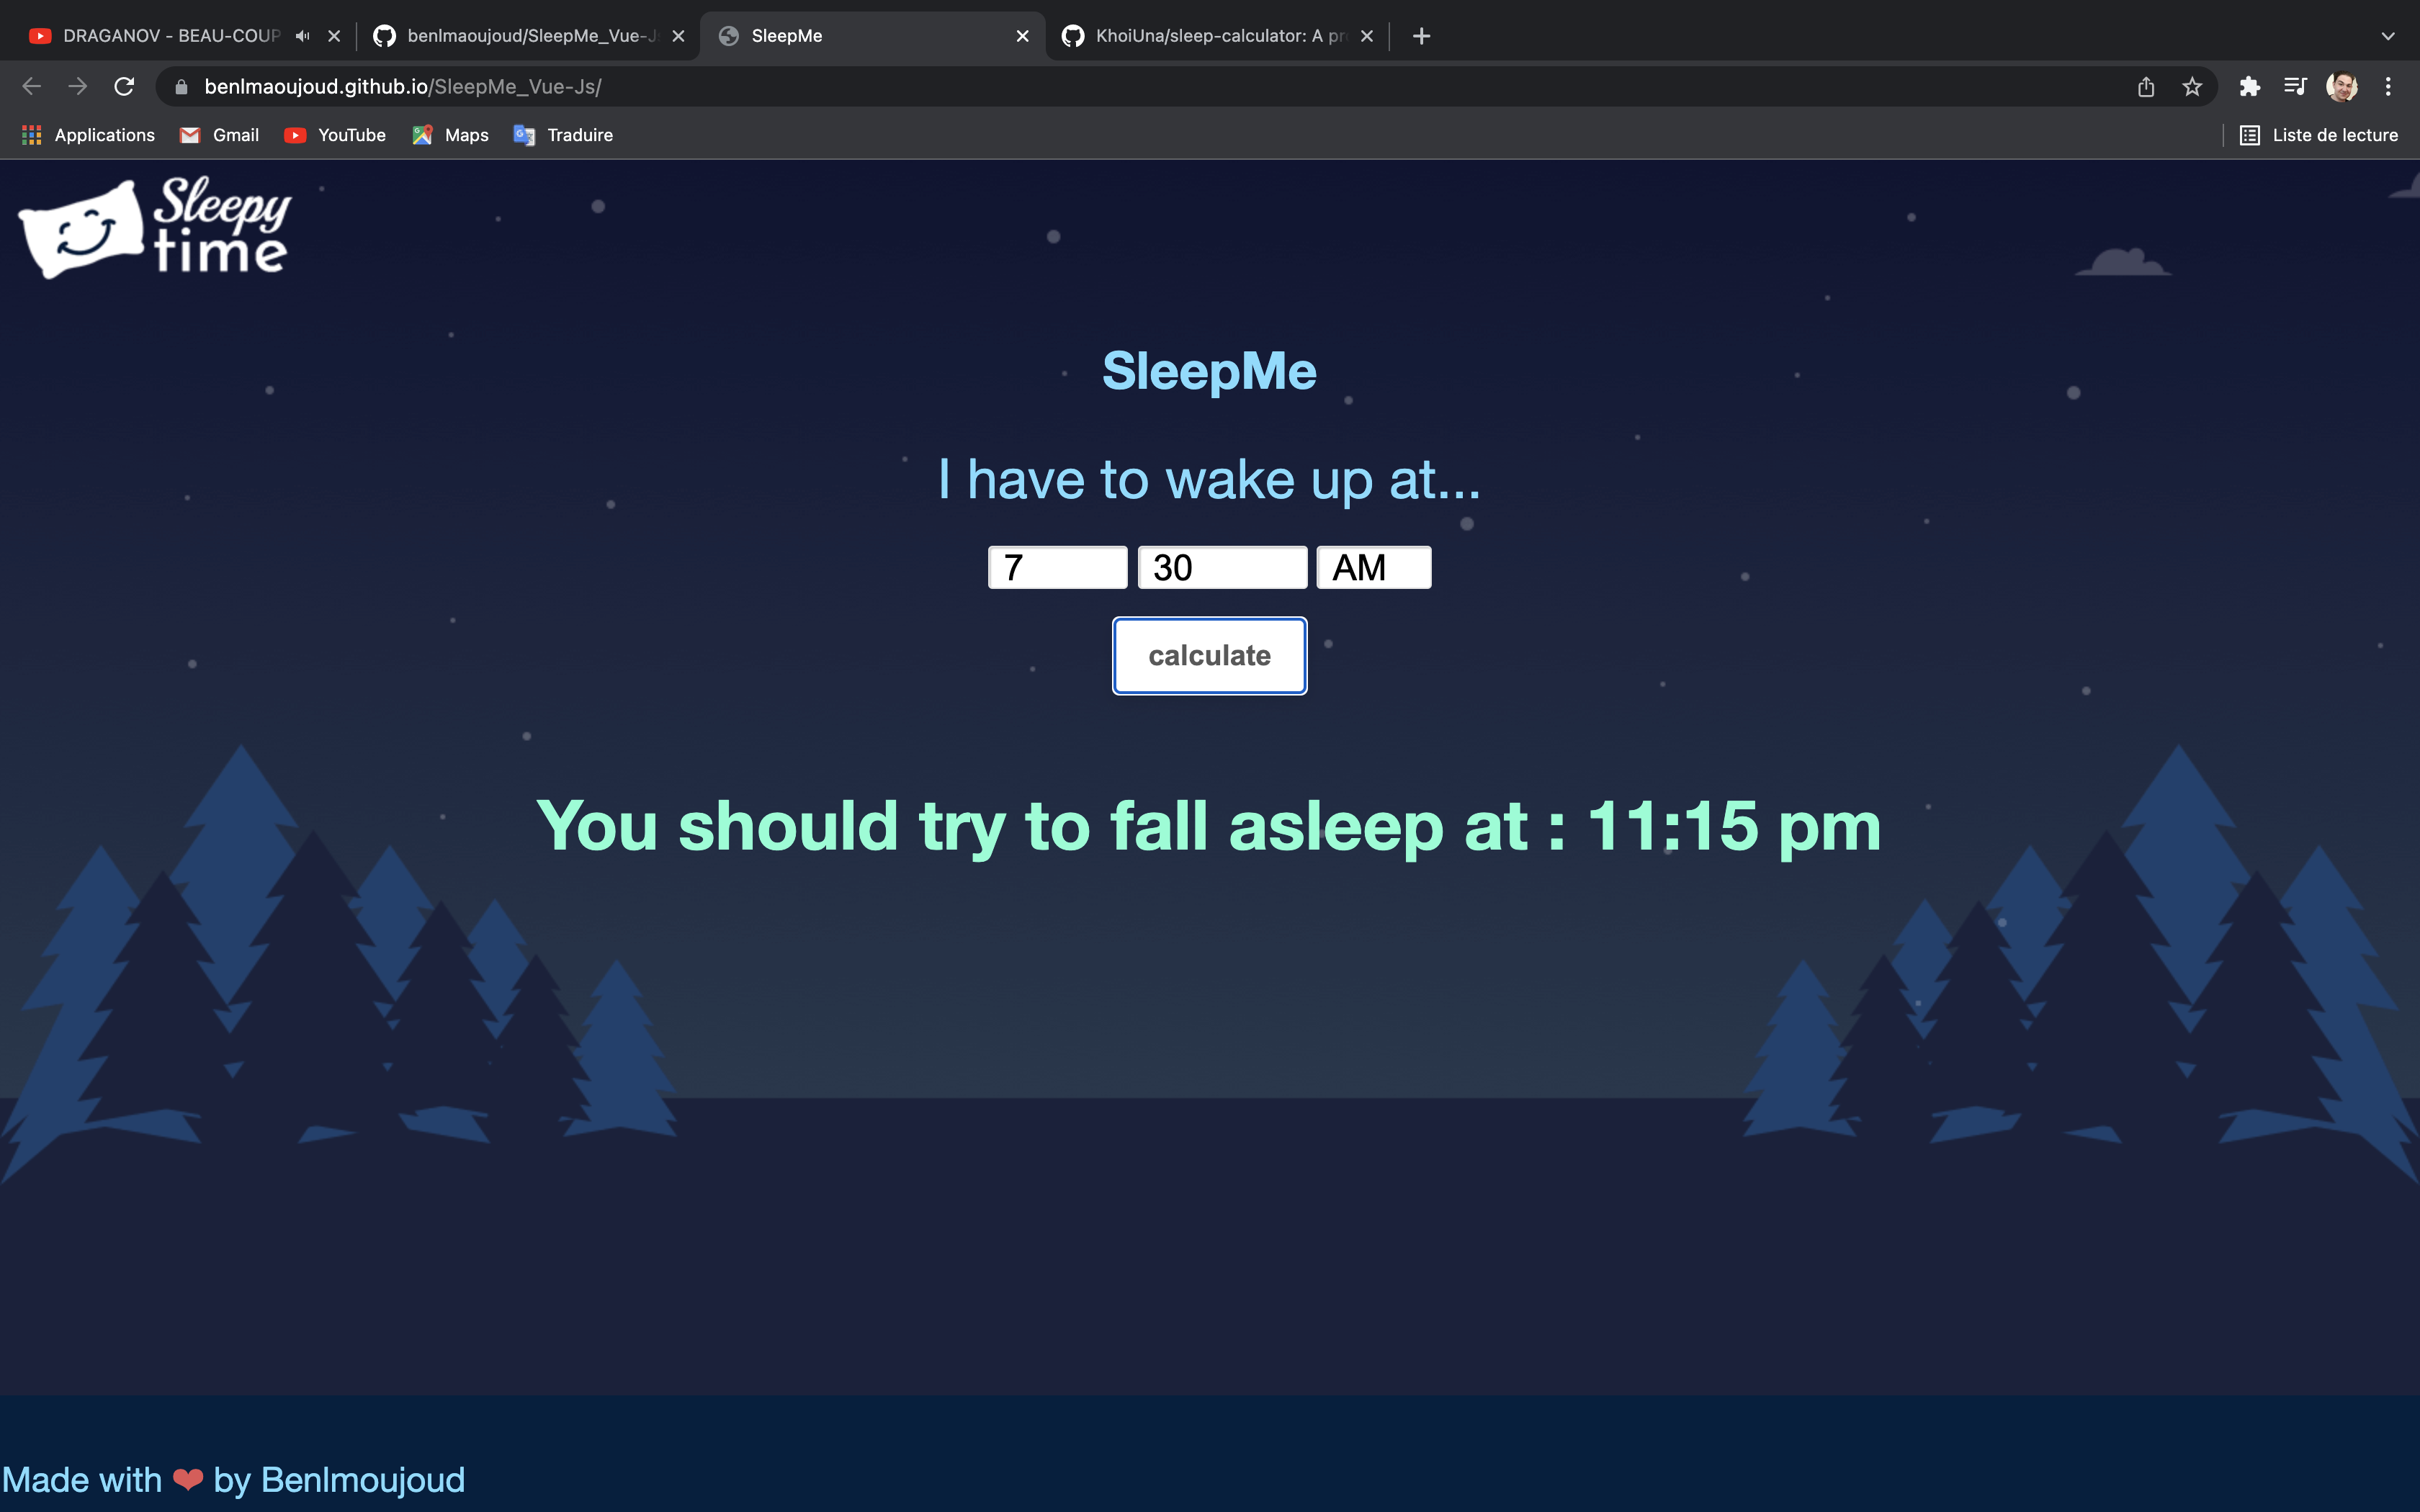 DRAGANOV - BEAU-COUP
benlmaoujoud/SleepMe_Vue-J
SleepMe
KhoiUna/sleep-calculator: A pr
benlmaoujoud.github.io/SleepMe_Vue-Js/
Applications
Gmail
YouTube
Maps
Traduire
Liste de lecture
Sleepy
time
SleepMe
I have to wake up at...
7 30 AM
calculate
You should try to fall asleep at : 11:15 pm
Made with ❤ by Benlmoujoud